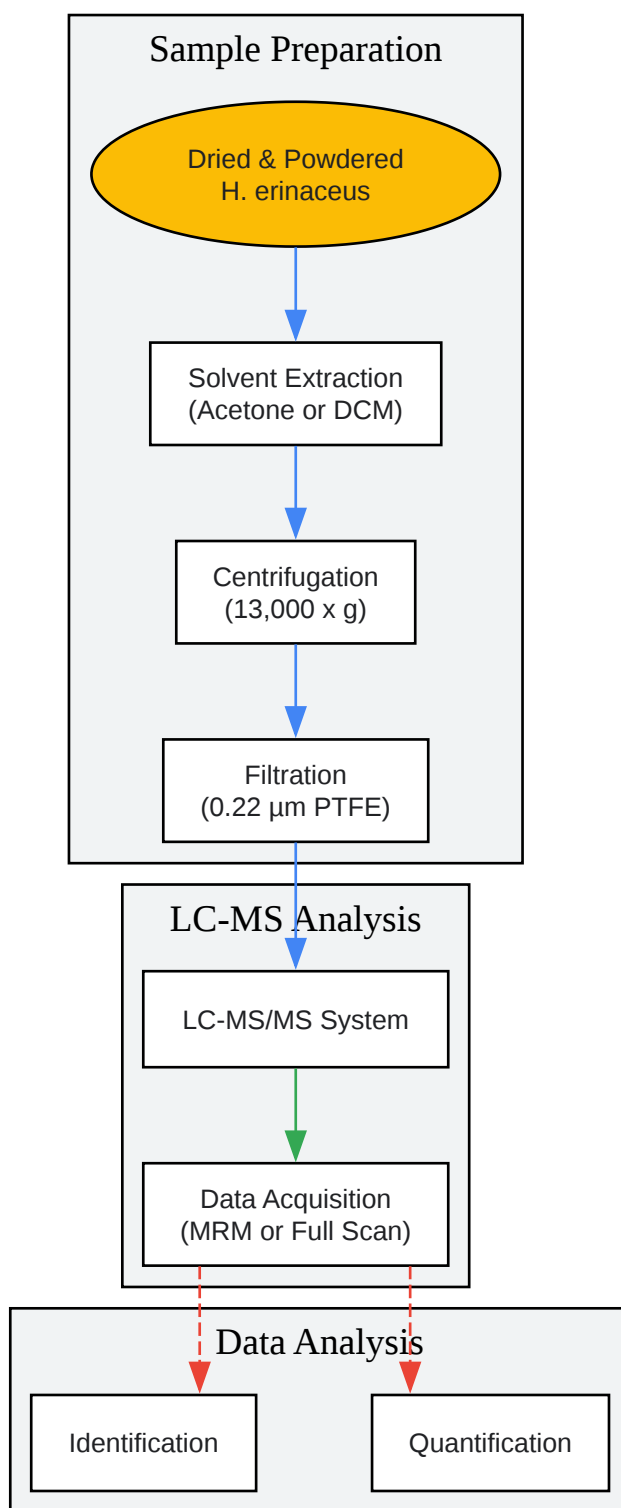 Sample Preparation
Dried & Powdered
H. erinaceus
Solvent Extraction
(Acetone or DCM)
Centrifugation
(13,000 x g)
Filtration
(0.22 µm PTFE)
LC-MS Analysis
LC-MS/MS System
Data Acquisition
(MRM or Full Scan)
Data Analysis
Identification
Quantification